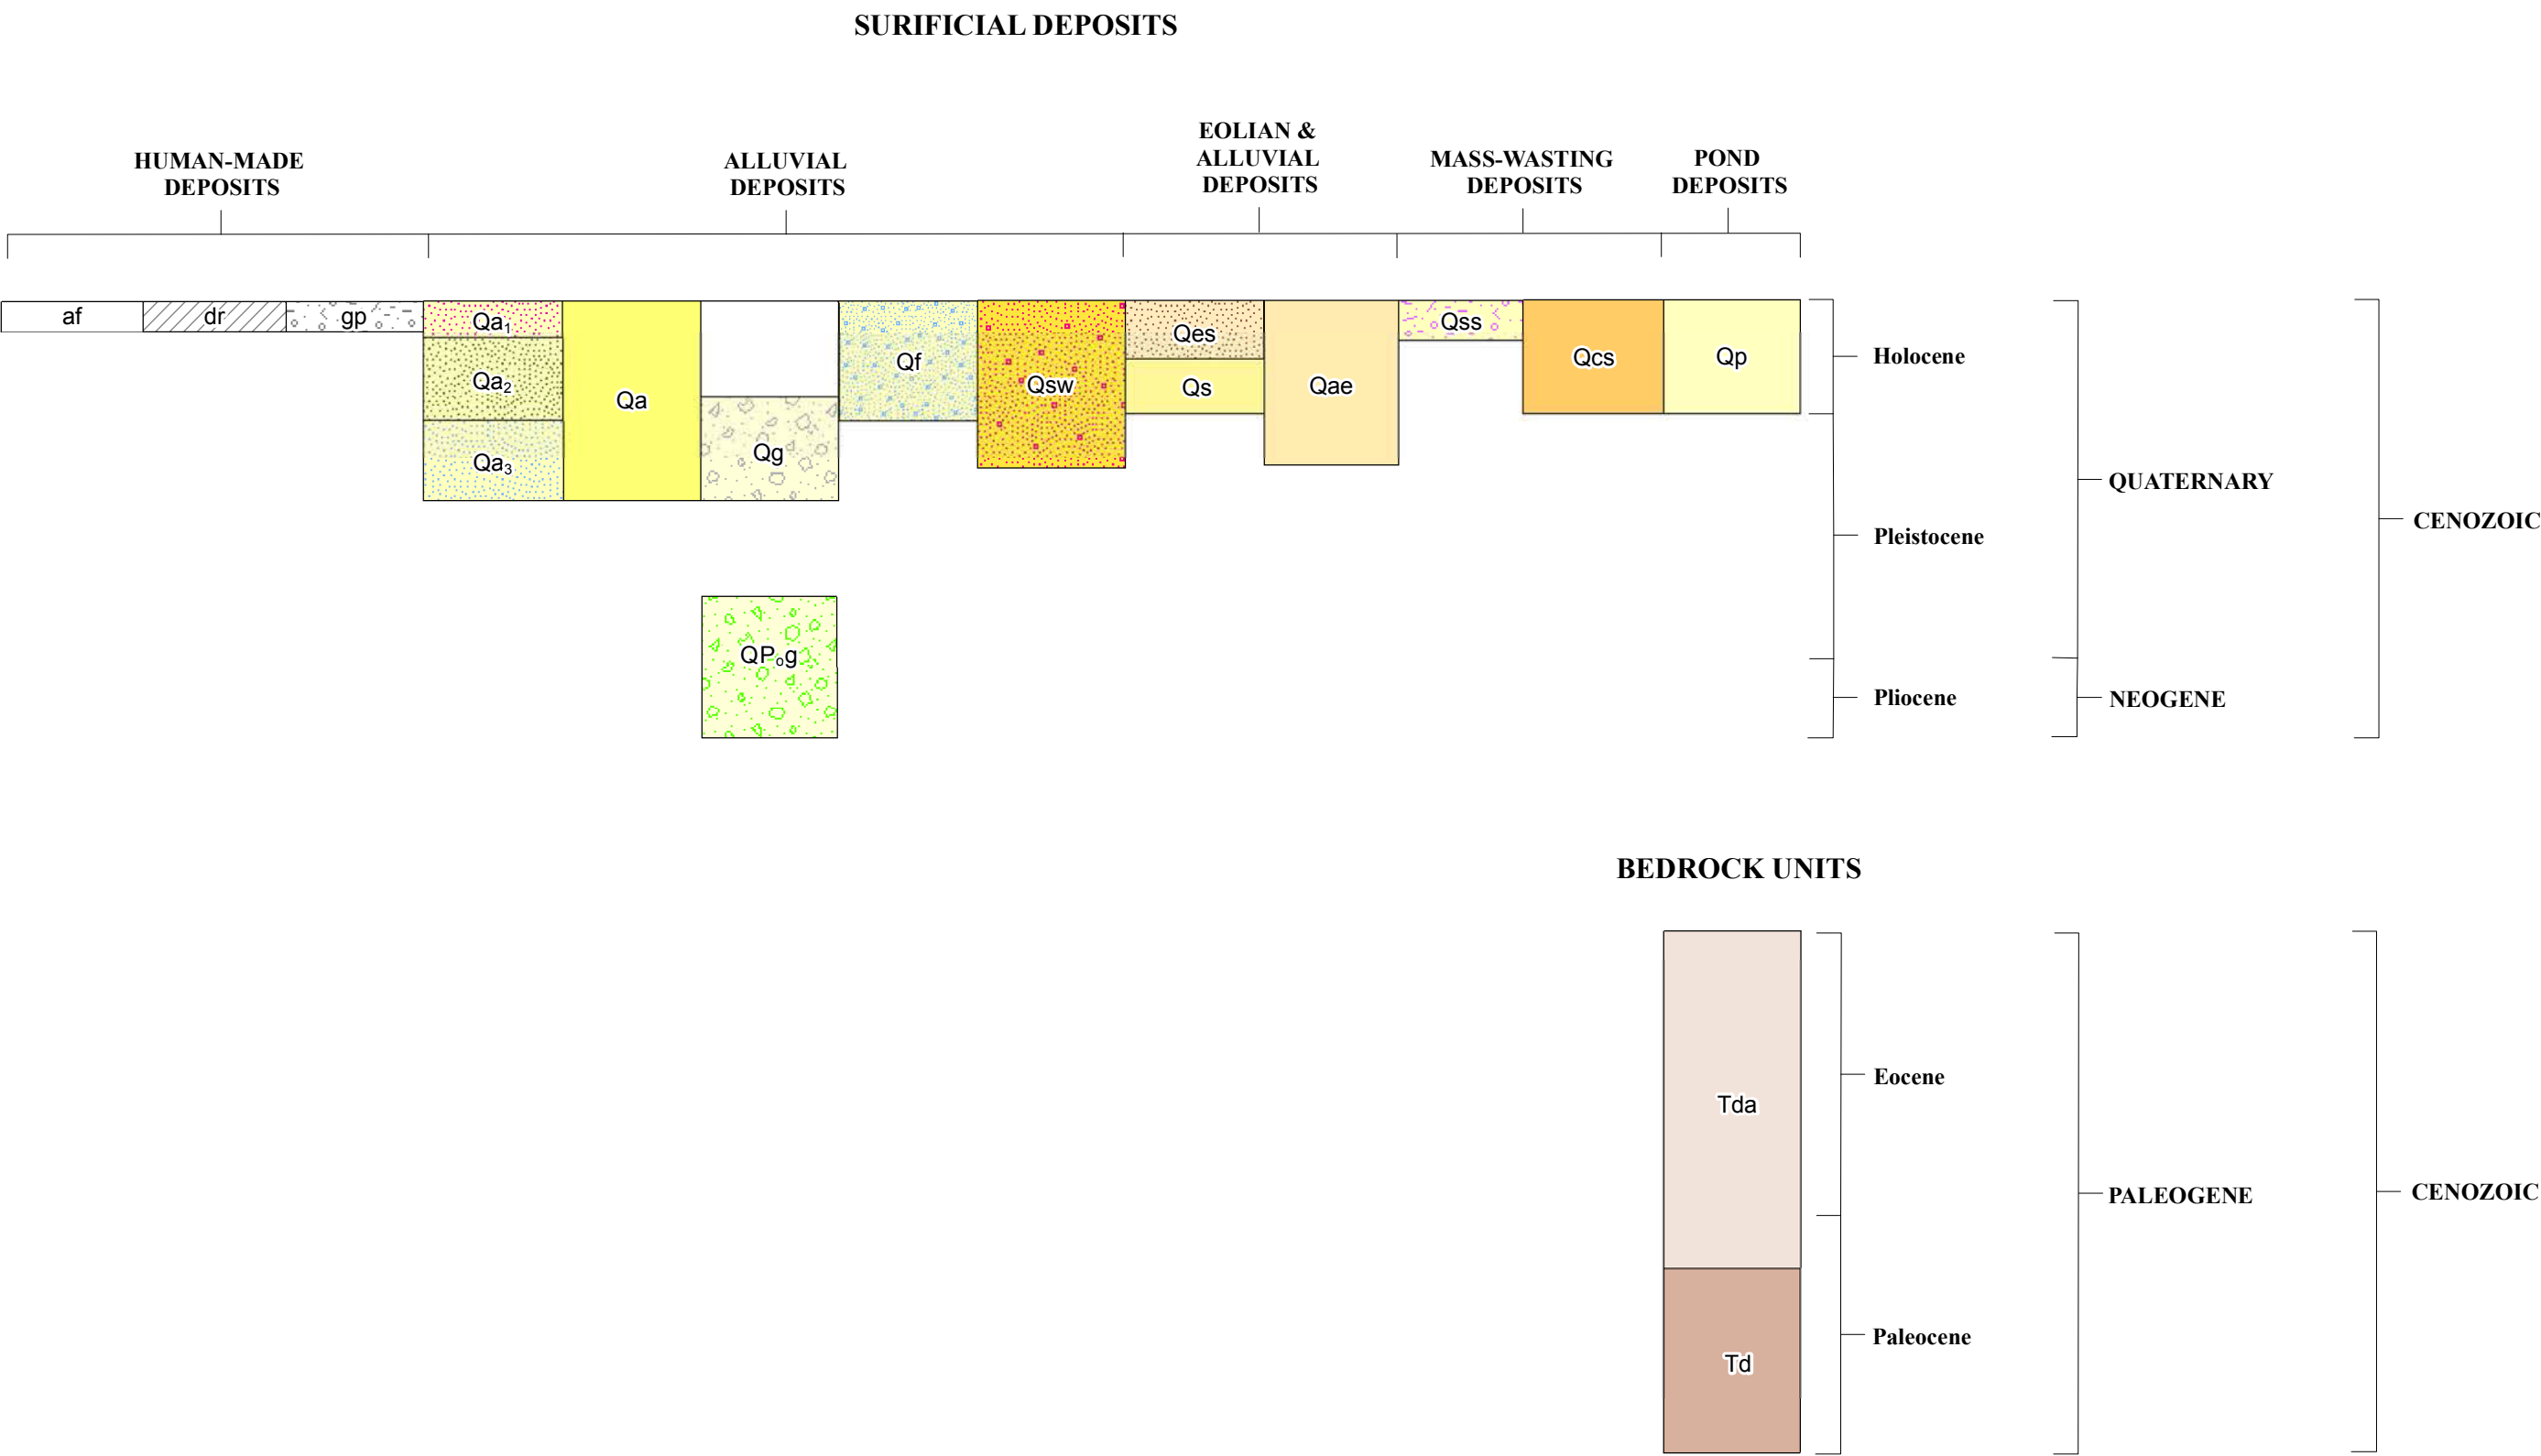 SURIFICIAL DEPOSITS
HUMAN-MADE
DEPOSITS
ALLUVIAL
DEPOSITS
EOLIAN &
ALLUVIAL
DEPOSITS
MASS-WASTING
DEPOSITS
POND
DEPOSITS
af
dr
gp
Qa1
Qa2
Qa3
Qa
Qg
QPog
Qf
Qsw
Qes
Qs
Qae
Qss
Qcs
Qp
Holocene
Pleistocene
Pliocene
QUATERNARY
NEOGENE
CENOZOIC
BEDROCK UNITS
Tda
Td
Eocene
Paleocene
PALEOGENE
CENOZOIC